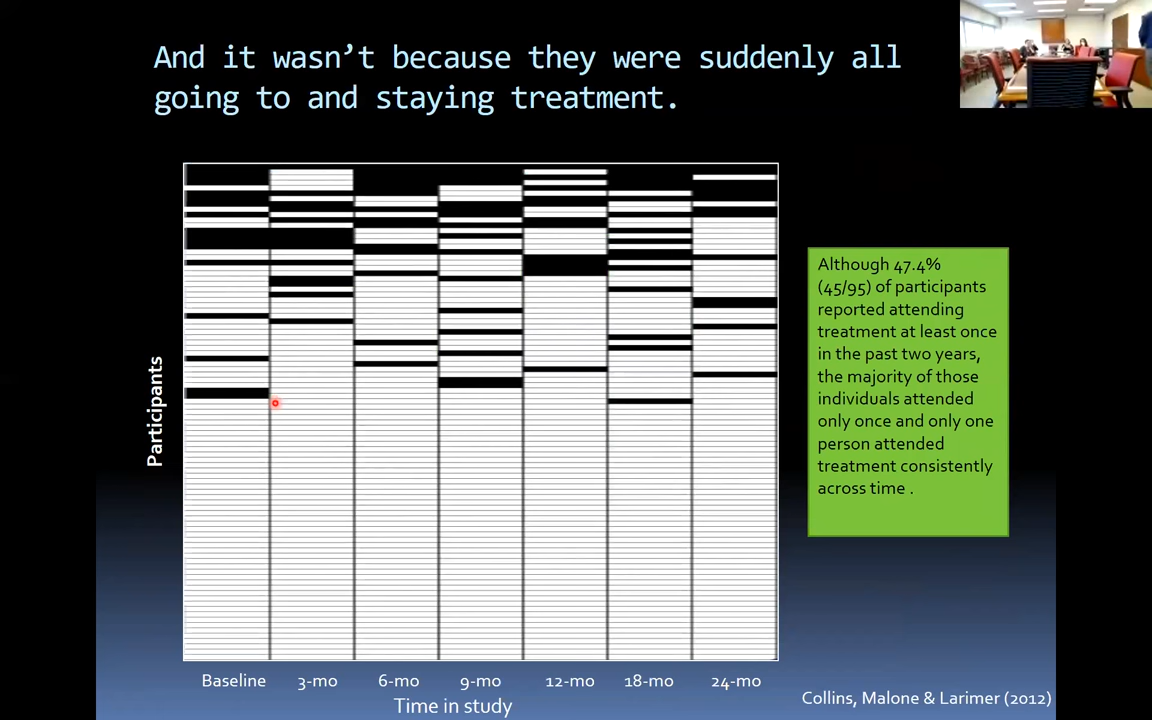 And it wasn't because they were suddenly all
going to and staying treatment.
Although 47.4%
(45/95) of participants
reported attending
treatment at least once
in the past two years,
the majority of those
individuals attended
only once and only one
person attended
treatment consistently
across time .
Participants
Baseline 3-mo 6-mo 9-mo 12-mo 18-mo 24-mo
Time in study
Collins, Malone & Larimer (2012)